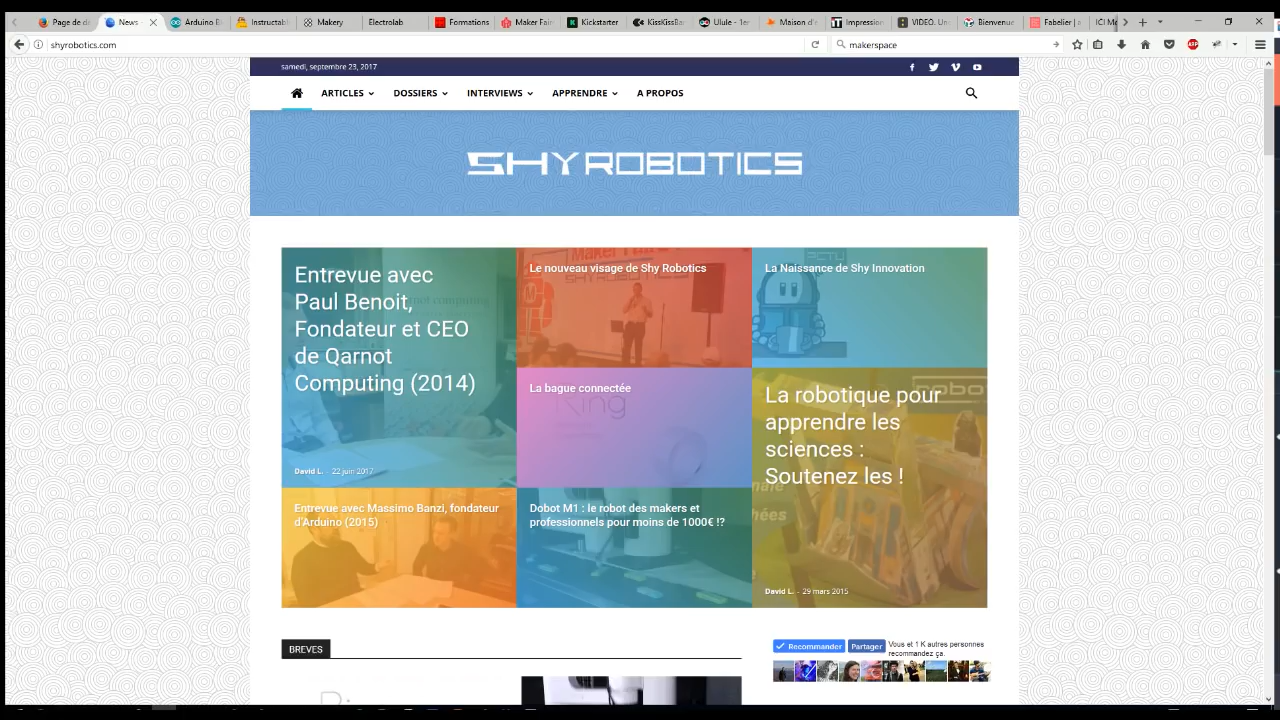 Page de da
News -
Arduino B
Instructabl
Makery
Electrolab
Formations
Maker Fair
Kickstarter
KissKissBan
Ulule - 1er
Maison d'e
Impression
VIDEO. Un
Bienvenue
Fabelier | a
ICI Mo
shyrobotics.com
makerspace
samedi, septembre 23, 2017
ARTICLES DOSSIERS INTERVIEWS APPRENDRE A PROPOS
SHYROBOTICS
Entrevue avec
Paul Benoit,
Fondateur et CEO
de Qarnot
Computing (2014)
David L. - 22 juin 2017
Le nouveau visage de Shy Robotics
La Naissance de Shy Innovation
La bague connectée
La robotique pour
apprendre les
sciences :
Soutenez les !
David L. - 29 mars 2015
Entrevue avec Massimo Banzi, fondateur
d'Arduino (2015)
Dobot M1 : le robot des makers et
professionnels pour moins de 1000€ !?
BREVES
Recommander
Partager
Vous et 1 K autres personnes
recommandez ça.